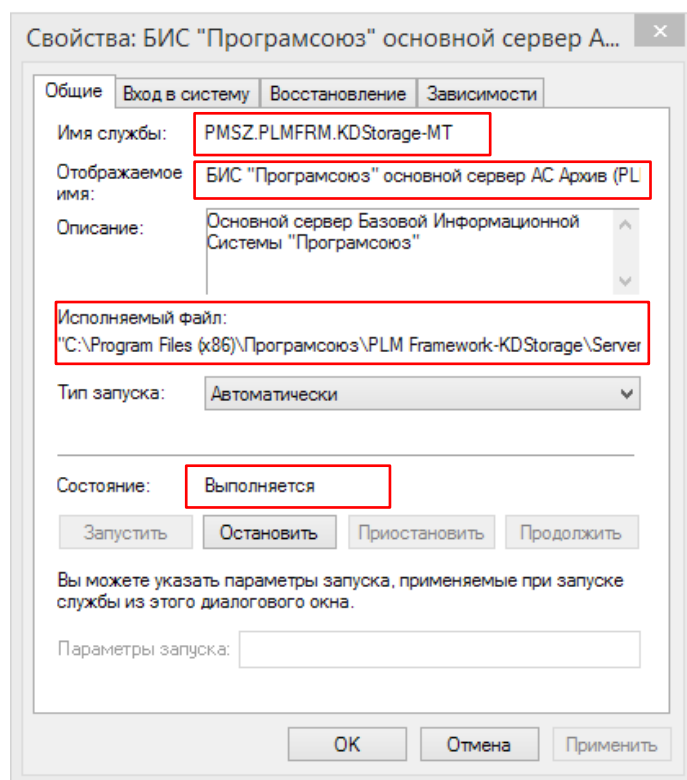 Свойства: БИС "Програмсоюз" основной сервер А...
Общие Вход в систему Восстановление Зависимости
Имя службы: PMSZ.PLMFRM.KDStorage-MT
Отображаемое
имя:
БИС "Програмсоюз" основной сервер АС Архив (PL
Описание:
Основной сервер Базовой Информационной
Системы "Програмсоюз"
Исполняемый файл:
"C:\Program Files (x86)\Програмсоюз\PLM Framework-KDStorage\Server
Тип запуска: Автоматически
Состояние: Выполняется
Запустить Остановить Приостановить Продолжить
Вы можете указать параметры запуска, применяемые при запуске
службы из этого диалогового окна.
Параметры запуска:
OK Отмена Применить